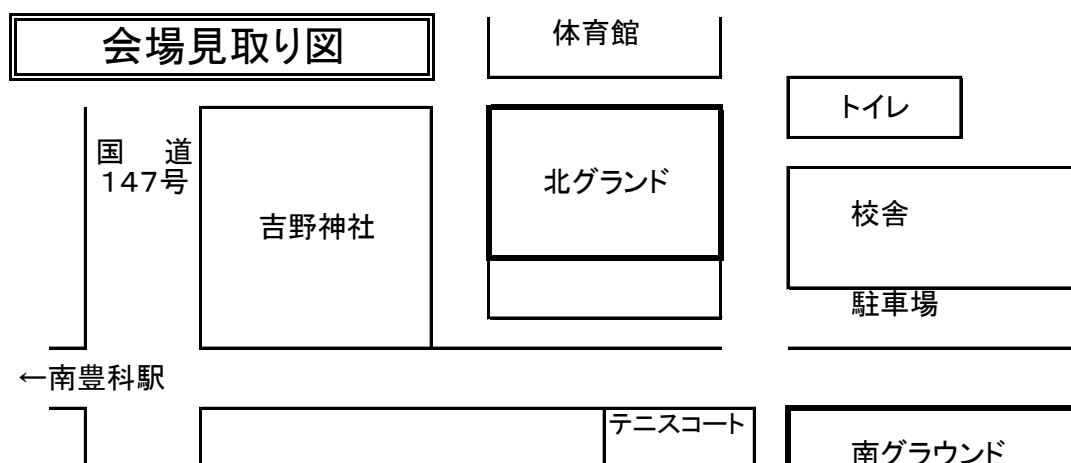 会場見取り図
体育館
トイレ
国　道
147号
北グランド
吉野神社
校舎
駐車場
←南豊科駅
テニスコート
南グラウンド